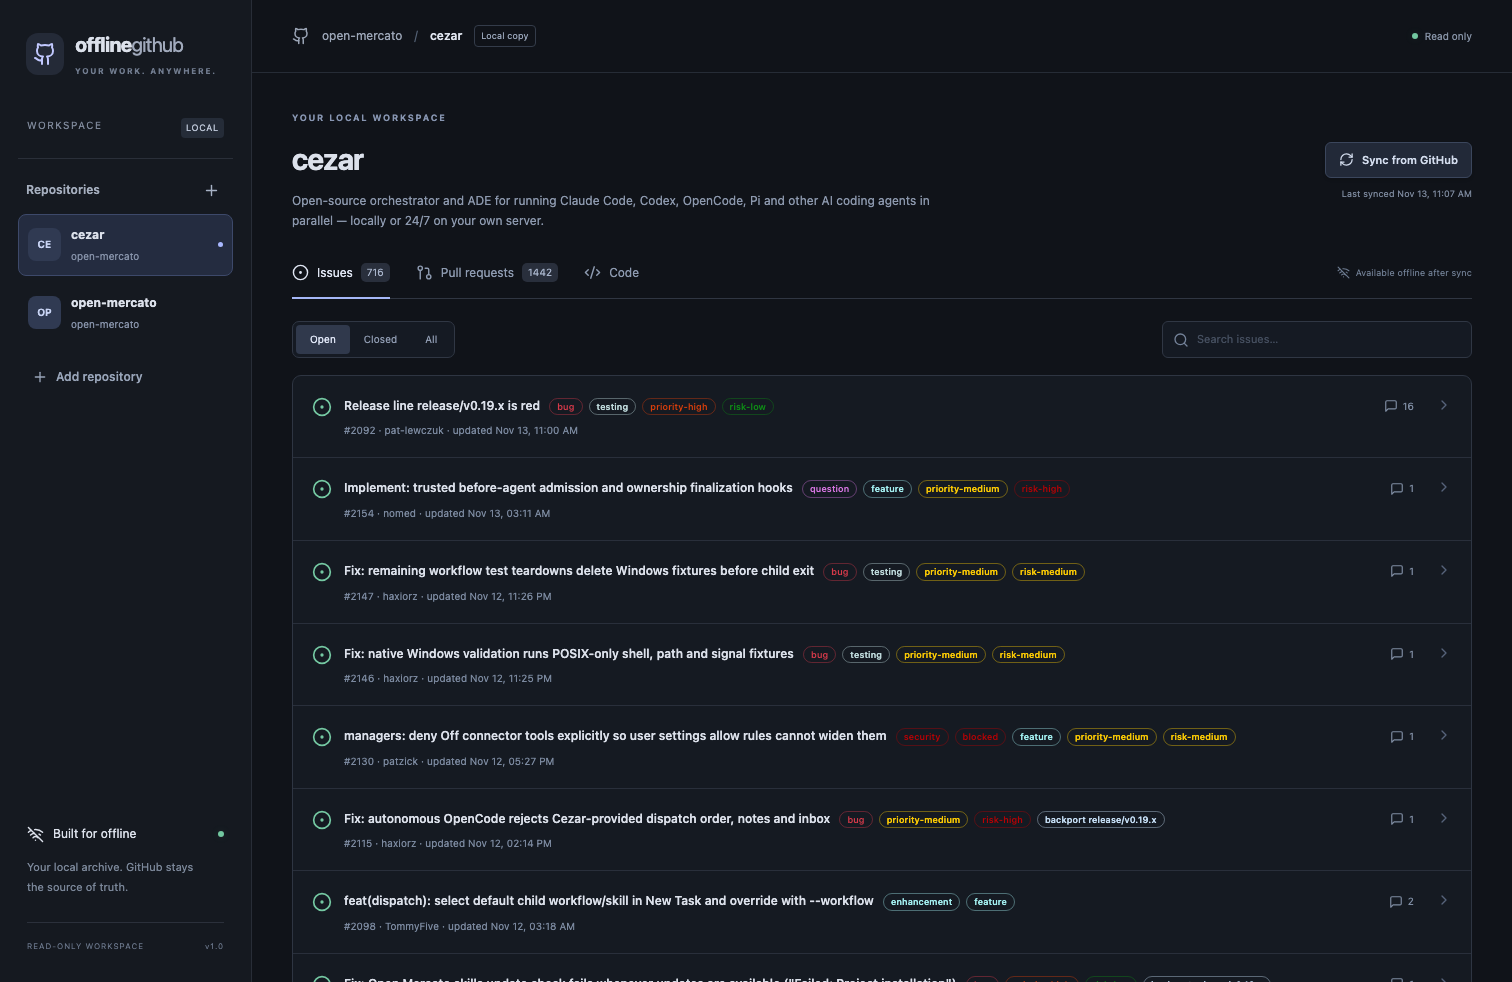 offlinegithub
YOUR WORK. ANYWHERE.
WORKSPACE
LOCAL
Repositories
CE
cezar
open-mercato
OP
open-mercato
open-mercato
Add repository
Built for offline
Your local archive. GitHub stays
the source of truth.
READ-ONLY WORKSPACE
v1.0
open-mercato / cezar Local copy
Read only
YOUR LOCAL WORKSPACE
cezar
Sync from GitHub
Last synced Nov 13, 11:07 AM
Open-source orchestrator and ADE for running Claude Code, Codex, OpenCode, Pi and other AI coding agents in
parallel — locally or 24/7 on your own server.
Issues 716 Pull requests 1442 Code
Available offline after sync
Open Closed All
Search issues...
Release line release/v0.19.x is red bug testing priority-high risk-low 16
#2092 · pat-lewczuk · updated Nov 13, 11:00 AM
Implement: trusted before-agent admission and ownership finalization hooks question feature priority-medium risk-high 1
#2154 · nomed · updated Nov 13, 03:11 AM
Fix: remaining workflow test teardowns delete Windows fixtures before child exit bug testing priority-medium risk-medium 1
#2147 · haxiorz · updated Nov 12, 11:26 PM
Fix: native Windows validation runs POSIX-only shell, path and signal fixtures bug testing priority-medium risk-medium 1
#2146 · haxiorz · updated Nov 12, 11:25 PM
managers: deny Off connector tools explicitly so user settings allow rules cannot widen them security blocked feature priority-medium risk-medium 1
#2130 · patzick · updated Nov 12, 05:27 PM
Fix: autonomous OpenCode rejects Cezar-provided dispatch order, notes and inbox bug priority-medium risk-high backport release/v0.19.x 1
#2115 · haxiorz · updated Nov 12, 02:14 PM
feat(dispatch): select default child workflow/skill in New Task and override with --workflow enhancement feature 2
#2098 · TommyFive · updated Nov 12, 03:18 AM
Fix: Open Mercato skills update check fails whenever updates are available ("Failed: Project installation")